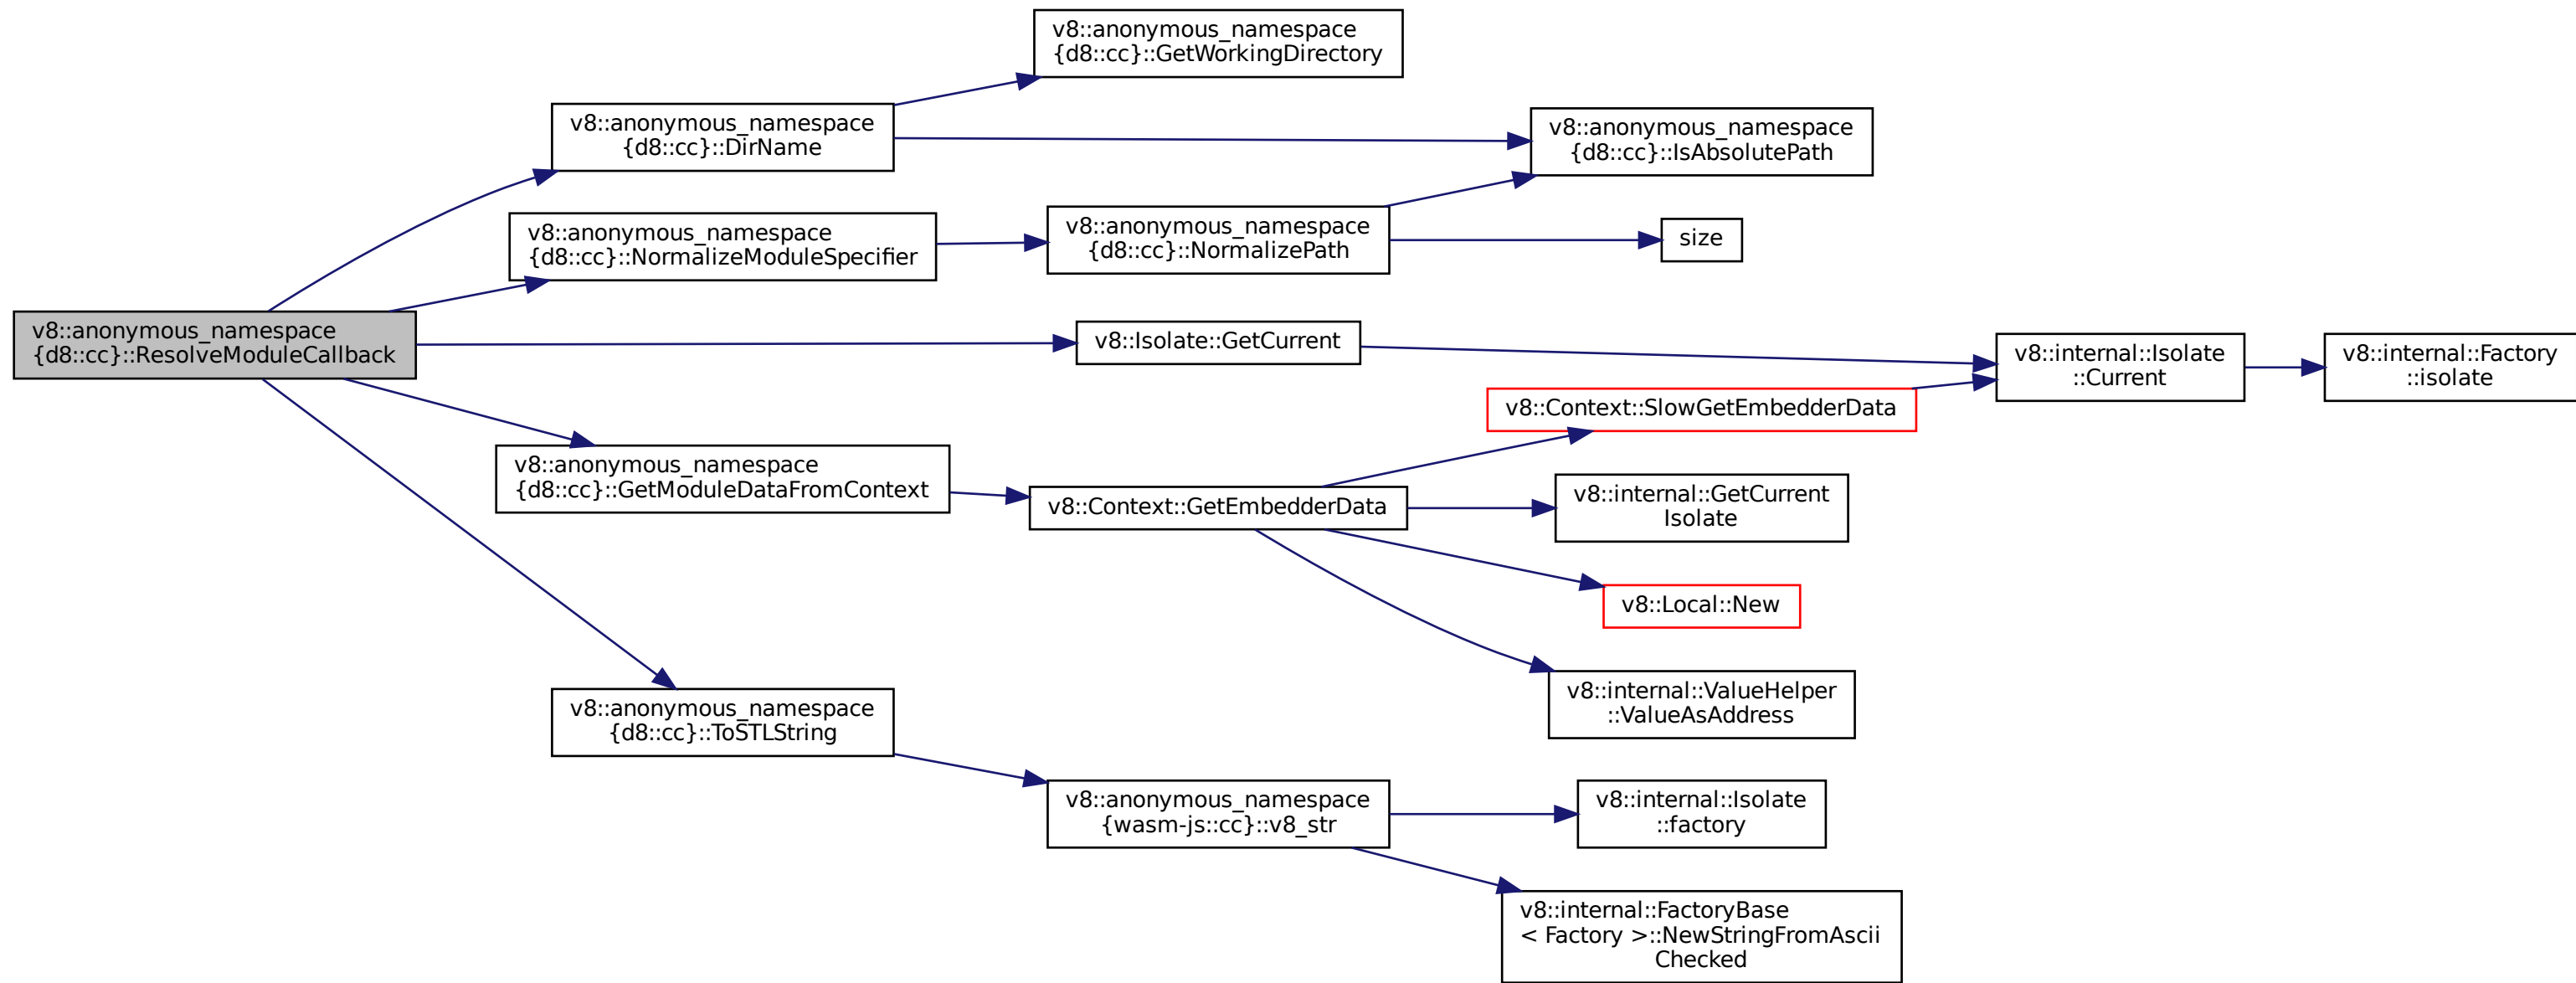 v8::anonymous_namespace
{d8::cc}::ResolveModuleCallback
v8::anonymous_namespace
{d8::cc}::DirName
v8::anonymous_namespace
{d8::cc}::GetWorkingDirectory
v8::anonymous_namespace
{d8::cc}::IsAbsolutePath
v8::anonymous_namespace
{d8::cc}::NormalizeModuleSpecifier
v8::anonymous_namespace
{d8::cc}::NormalizePath
size
v8::Isolate::GetCurrent
v8::internal::Isolate
::Current
v8::internal::Factory
::isolate
v8::anonymous_namespace
{d8::cc}::GetModuleDataFromContext
v8::Context::GetEmbedderData
v8::Context::SlowGetEmbedderData
v8::internal::GetCurrent
Isolate
v8::Local::New
v8::internal::ValueHelper
::ValueAsAddress
v8::anonymous_namespace
{d8::cc}::ToSTLString
v8::anonymous_namespace
{wasm-js::cc}::v8_str
v8::internal::Isolate
::factory
v8::internal::FactoryBase
< Factory >::NewStringFromAscii
Checked